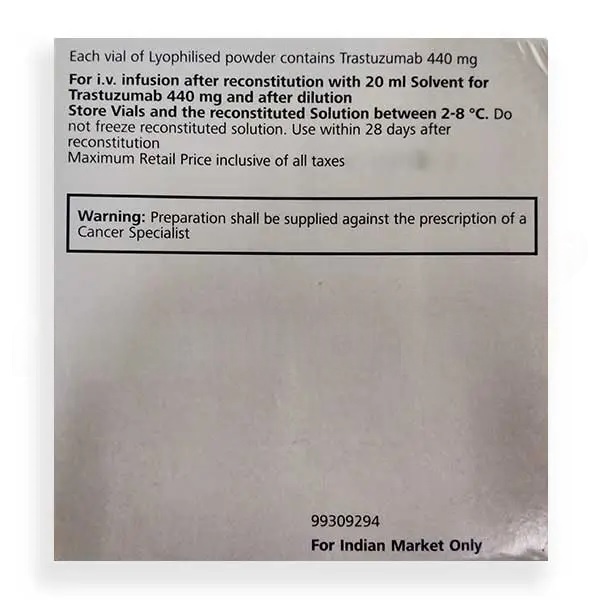 Each vial of Lyophilised powder contains Trastuzumab 440 mg
For i.v. infusion after reconstitution with 20 ml Solvent for
Trastuzumab 440 mg and after dilution
Store Vials and the reconstituted Solution between 2-8 °C. Do
not freeze reconstituted solution. Use within 28 days after
reconstitution
Maximum Retail Price inclusive of all taxes
Warning: Preparation shall be supplied against the prescription of a
Cancer Specialist
99309294
For Indian Market Only